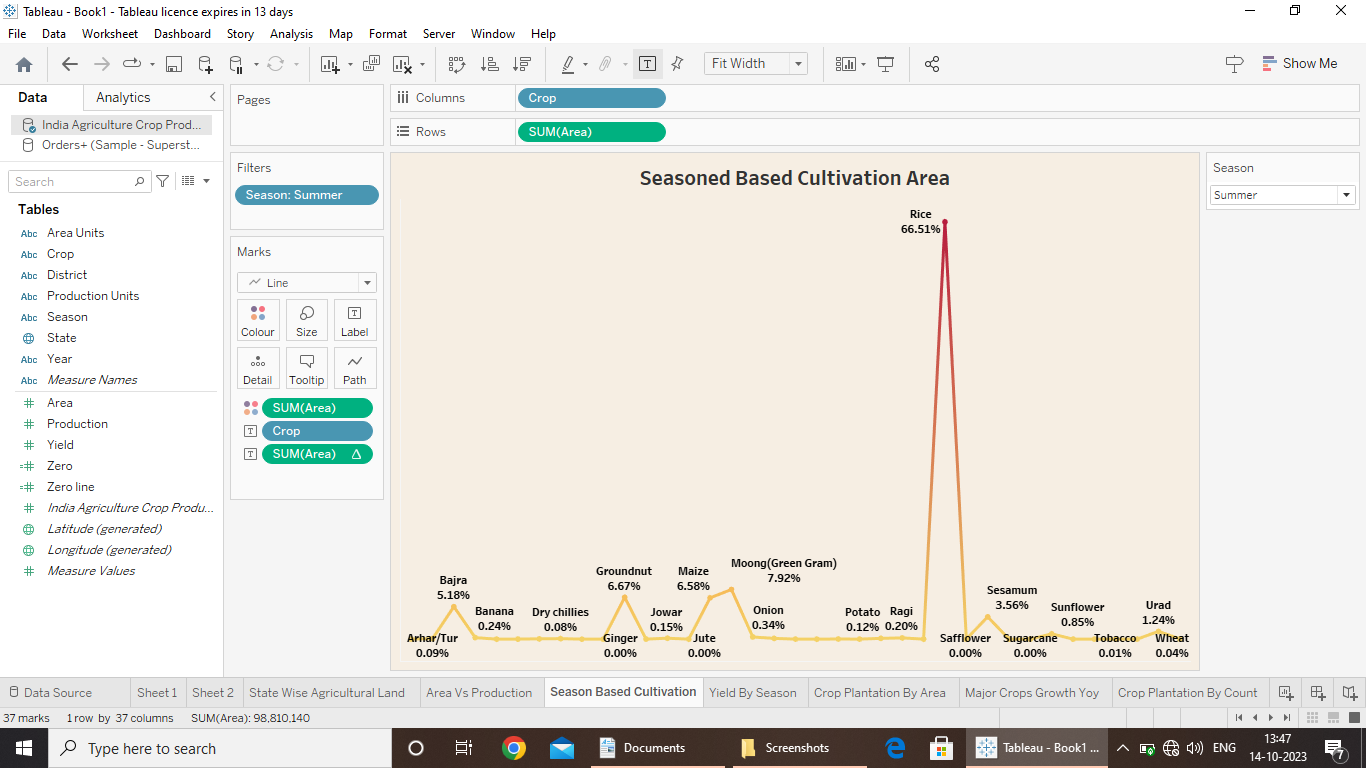 Tableau - Book1 - Tableau licence expires in 13 days
File Data Worksheet Dashboard Story Analysis Map Format Server Window Help
Fit Width
Show Me
Data Analytics
India Agriculture Crop Prod...
Orders+ (Sample - Superst...
Search
Tables
Abc Area Units
Abc Crop
Abc District
Abc Production Units
Abc Season
State
Abc Year
Abc Measure Names
Area
Production
Yield
Zero
Zero line
India Agriculture Crop Produ...
Latitude (generated)
Longitude (generated)
Measure Values
Pages
Filters
Season: Summer
Marks
Line
Colour Size Label
Detail Tooltip Path
SUM(Area)
Crop
SUM(Area)
Columns Crop
Rows SUM(Area)
Seasoned Based Cultivation Area
Rice
66.51%
Bajra
5.18%
Banana
0.24%
Dry chillies
0.08%
Groundnut
6.67%
Jowar
0.15%
Maize
6.58%
Moong(Green Gram)
7.92%
Onion
0.34%
Potato
0.12%
Ragi
0.20%
Sesamum
3.56%
Sunflower
0.85%
Urad
1.24%
Arhar/Tur
0.09%
Ginger
0.00%
Jute
0.00%
Safflower
0.00%
Sugarcane
0.00%
Tobacco
0.01%
Wheat
0.04%
Season
Summer
Data Source Sheet 1 Sheet 2 State Wise Agricultural Land Area Vs Production Season Based Cultivation Yield By Season Crop Plantation By Area Major Crops Growth Yoy Crop Plantation By Count
37 marks 1 row by 37 columns SUM(Area): 98,810,140
Type here to search
Documents
Screenshots
Tableau - Book1 ...
ENG
13:47
14-10-2023
7